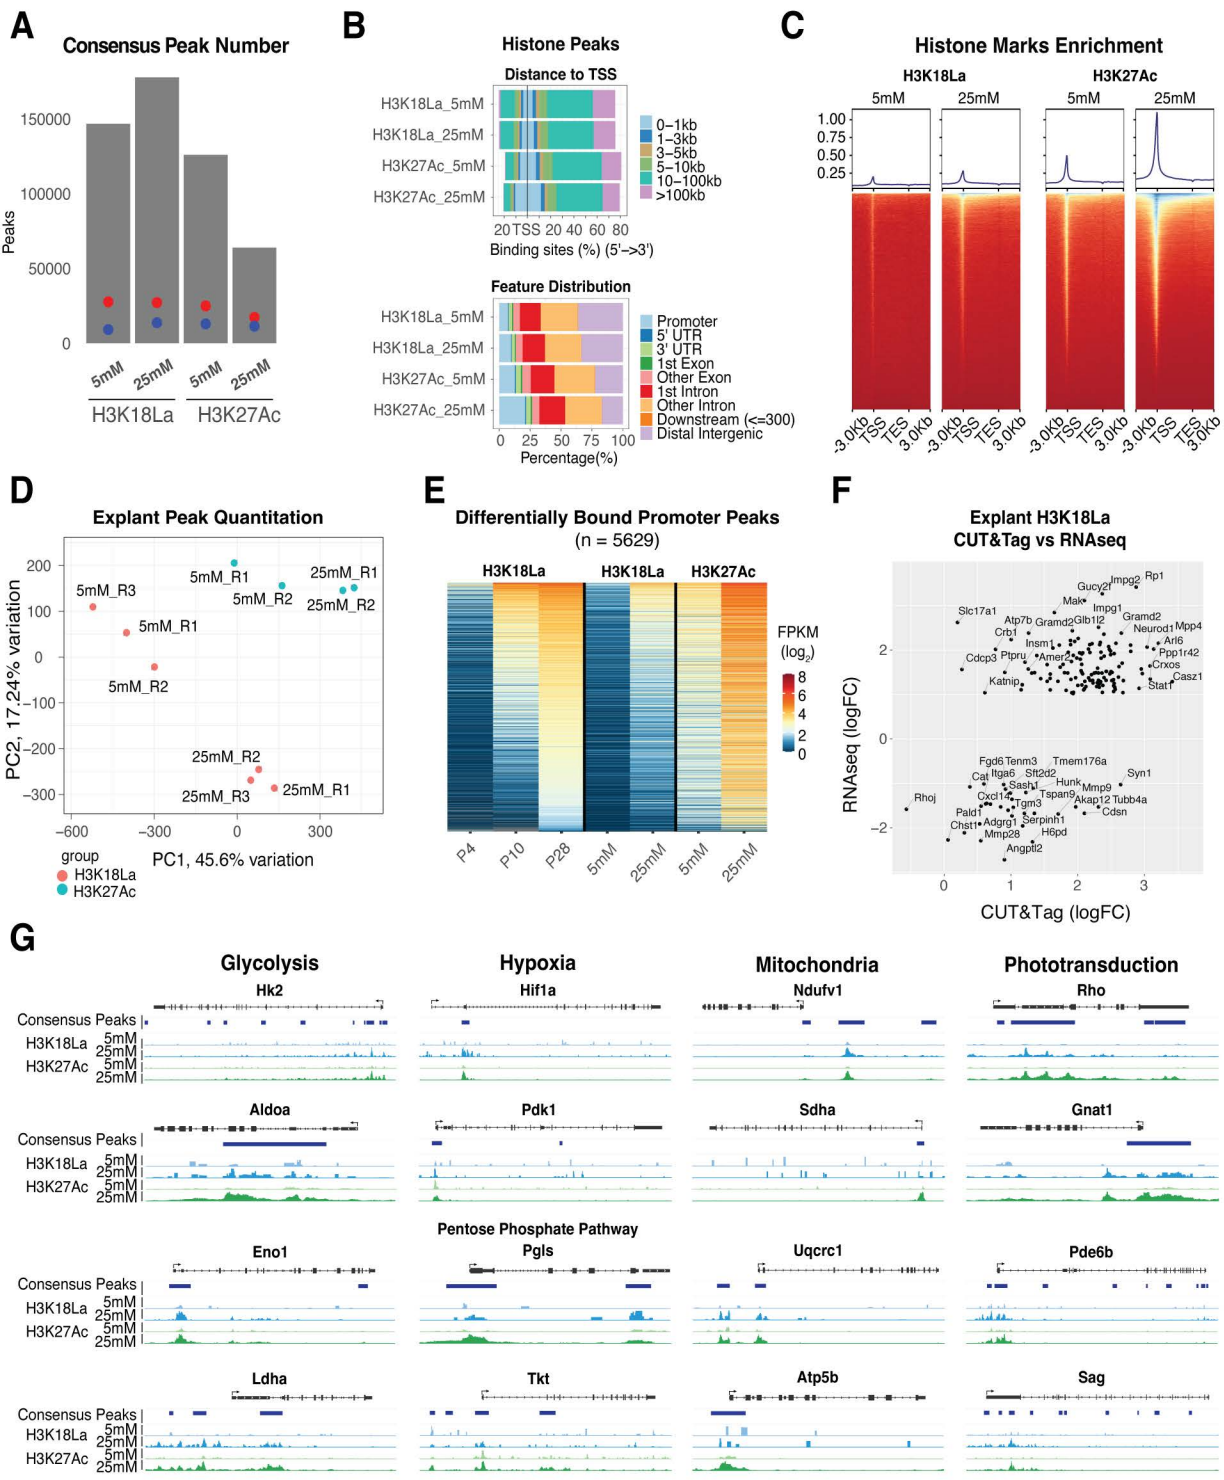 A
Consensus Peak Number
Peaks
150000
100000
50000
0
5mM
25mM
5mM
25mM
H3K18La
H3K27Ac
B
Histone Peaks
Distance to TSS
H3K18La_5mM
H3K18La_25mM
H3K27Ac_5mM
H3K27Ac_25mM
0-1kb
1-3kb
3-5kb
5-10kb
10-100kb
>100kb
20 TSS 20 40 60 80
Binding sites (%) (5'->3')
Feature Distribution
H3K18La_5mM
H3K18La_25mM
H3K27Ac_5mM
H3K27Ac_25mM
Promoter
5' UTR
3' UTR
1st Exon
Other Exon
1st Intron
Other Intron
Downstream (<=300)
Distal Intergenic
0 25 50 75 100
Percentage(%)
C
Histone Marks Enrichment
H3K18La H3K27Ac
5mM 25mM 5mM 25mM
1.00
0.75
0.50
0.25
-3.0Kb TSS TES 3.0Kb
-3.0Kb TSS TES 3.0Kb
-3.0Kb TSS TES 3.0Kb
-3.0Kb TSS TES 3.0Kb
D
Explant Peak Quantitation
PC2, 17.24% variation
200
100
0
-100
-200
-300
5mM_R3
5mM_R1
5mM_R2
5mM_R1
5mM_R2
25mM_R1
25mM_R2
25mM_R2
25mM_R3
25mM_R1
-600 -300 0 300
PC1, 45.6% variation
group
H3K18La
H3K27Ac
E
Differentially Bound Promoter Peaks
(n = 5629)
H3K18La H3K18La H3K27Ac
P4 P10 P28 5mM 25mM 5mM 25mM
FPKM
(log2)
8
6
4
2
0
F
Explant H3K18La
CUT&Tag vs RNAseq
RNAseq (logFC)
2
0
-2
Rp1
Impg2
Gucy2f
Mak
Impg1
Slc17a1
Atp7b
Gramd2
Glb1l2
Gramd2
Neurod1
Mpp4
Crb1
Insm1
Arl6
Ppp1r42
Cdcp3
Ptpru
Amer2
Crxos
Katnip
Casz1
Stat1
Fgd6
Tenm3
Tmem176a
Cat
Itga6
Sft2d2
Syn1
Sash1
Hunk
Mmp9
Rhoj
Cxcl14
Tspan9
Akap12
Tubb4a
Tgm3
Pald1
Cdsn
Chst1
Adgrg1
Serpinh1
Mmp28
H6pd
Angptl2
0 1 2 3
CUT&Tag (logFC)
G
Glycolysis Hypoxia Mitochondria Phototransduction
Hk2 Hif1a Ndufv1 Rho
Consensus Peaks
H3K18La
5mM
25mM
H3K27Ac
5mM
25mM
Aldoa Pdk1 Sdha Gnat1
Consensus Peaks
H3K18La
5mM
25mM
H3K27Ac
5mM
25mM
Pentose Phosphate Pathway
Eno1 Pgls Uqcrc1 Pde6b
Consensus Peaks
H3K18La
5mM
25mM
H3K27Ac
5mM
25mM
Ldha Tkt Atp5b Sag
Consensus Peaks
H3K18La
5mM
25mM
H3K27Ac
5mM
25mM